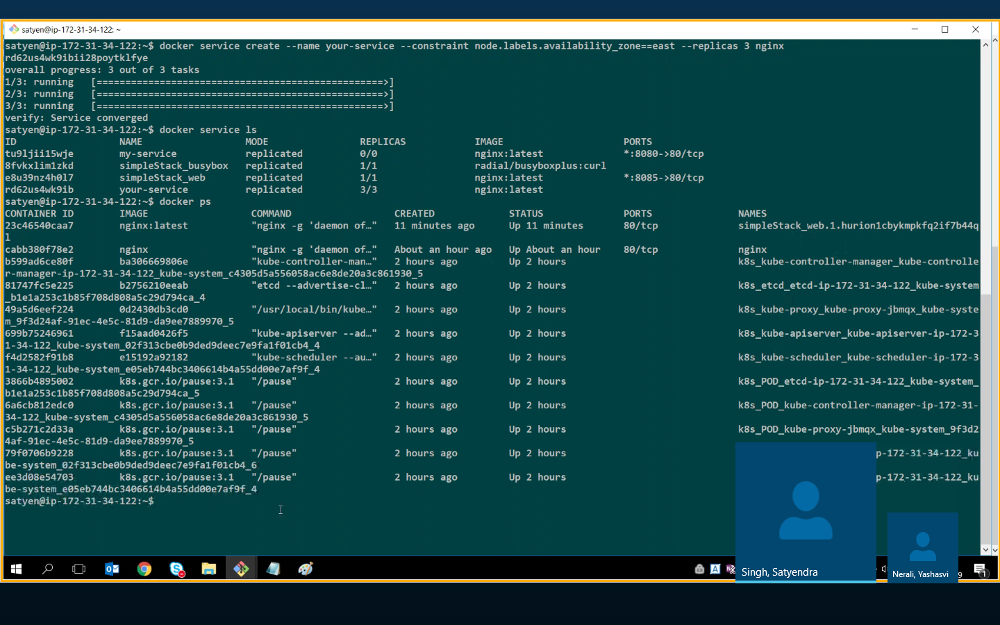 satyen@ip-172-31-34-122: ~
satyen@ip-172-31-34-122:~$ docker service create --name your-service --constraint node.labels.availability_zone==east --replicas 3 nginx
rd62us4wk9ibii28poytklfye
overall progress: 3 out of 3 tasks
1/3: running   [==================================================>]
2/3: running   [==================================================>]
3/3: running   [==================================================>]
verify: Service converged
satyen@ip-172-31-34-122:~$ docker service ls
ID                  NAME                  MODE                REPLICAS            IMAGE                     PORTS
tu9ljii15wje        my-service            replicated          0/0                 nginx:latest              *:8080->80/tcp
8fvkxlim1zkd        simpleStack_busybox   replicated          1/1                 radial/busyboxplus:curl
e8u39nz4h0l7        simpleStack_web       replicated          1/1                 nginx:latest              *:8085->80/tcp
rd62us4wk9ib        your-service          replicated          3/3                 nginx:latest
satyen@ip-172-31-34-122:~$ docker ps
CONTAINER ID        IMAGE                  COMMAND                  CREATED             STATUS              PORTS               NAMES
23c46540caa7        nginx:latest           "nginx -g 'daemon of…"   11 minutes ago      Up 11 minutes       80/tcp              simpleStack_web.1.hurion1cbykmpkfq2if7b44q
l
cabb380f78e2        nginx                  "nginx -g 'daemon of…"   About an hour ago   Up About an hour    80/tcp              nginx
b599ad6ce80f        ba306669806e           "kube-controller-man…"   2 hours ago         Up 2 hours                              k8s_kube-controller-manager_kube-controlle
r-manager-ip-172-31-34-122_kube-system_c4305d5a556058ac6e8de20a3c861930_5
81747fc5e225        b2756210eeab           "etcd --advertise-cl…"   2 hours ago         Up 2 hours                              k8s_etcd_etcd-ip-172-31-34-122_kube-system
_b1e1a253c1b85f708d808a5c29d794ca_4
49a5d6eef224        0d2430db3cd0           "/usr/local/bin/kube…"   2 hours ago         Up 2 hours                              k8s_kube-proxy_kube-proxy-jbmqx_kube-syste
m_9f3d24af-91ec-4e5c-81d9-da9ee7889970_5
699b75246961        f15aad0426f5           "kube-apiserver --ad…"   2 hours ago         Up 2 hours                              k8s_kube-apiserver_kube-apiserver-ip-172-3
1-34-122_kube-system_02f313cbe0b9ded9deec7e9fa1f01cb4_4
f4d2582f91b8        e15192a92182           "kube-scheduler --au…"   2 hours ago         Up 2 hours                              k8s_kube-scheduler_kube-scheduler-ip-172-3
1-34-122_kube-system_e05eb744bc3406614b4a55dd00e7af9f_4
3866b4895002        k8s.gcr.io/pause:3.1   "/pause"                 2 hours ago         Up 2 hours                              k8s_POD_etcd-ip-172-31-34-122_kube-system_
b1e1a253c1b85f708d808a5c29d794ca_5
6a6cb812edc0        k8s.gcr.io/pause:3.1   "/pause"                 2 hours ago         Up 2 hours                              k8s_POD_kube-controller-manager-ip-172-31-
34-122_kube-system_c4305d5a556058ac6e8de20a3c861930_5
c5b271c2d33a        k8s.gcr.io/pause:3.1   "/pause"                 2 hours ago         Up 2 hours                              k8s_POD_kube-proxy-jbmqx_kube-system_9f3d2
4af-91ec-4e5c-81d9-da9ee7889970_5
79f0706b9228        k8s.gcr.io/pause:3.1   "/pause"                 2 hours ago         Up 2 hours                              p-172-31-34-122_ku
be-system_02f313cbe0b9ded9deec7e9fa1f01cb4_6
ee3d08e54703        k8s.gcr.io/pause:3.1   "/pause"                 2 hours ago         Up 2 hours                              p-172-31-34-122_ku
be-system_e05eb744bc3406614b4a55dd00e7af9f_4
satyen@ip-172-31-34-122:~$
Singh, Satyendra
Nerali, Yashasvi
9
1